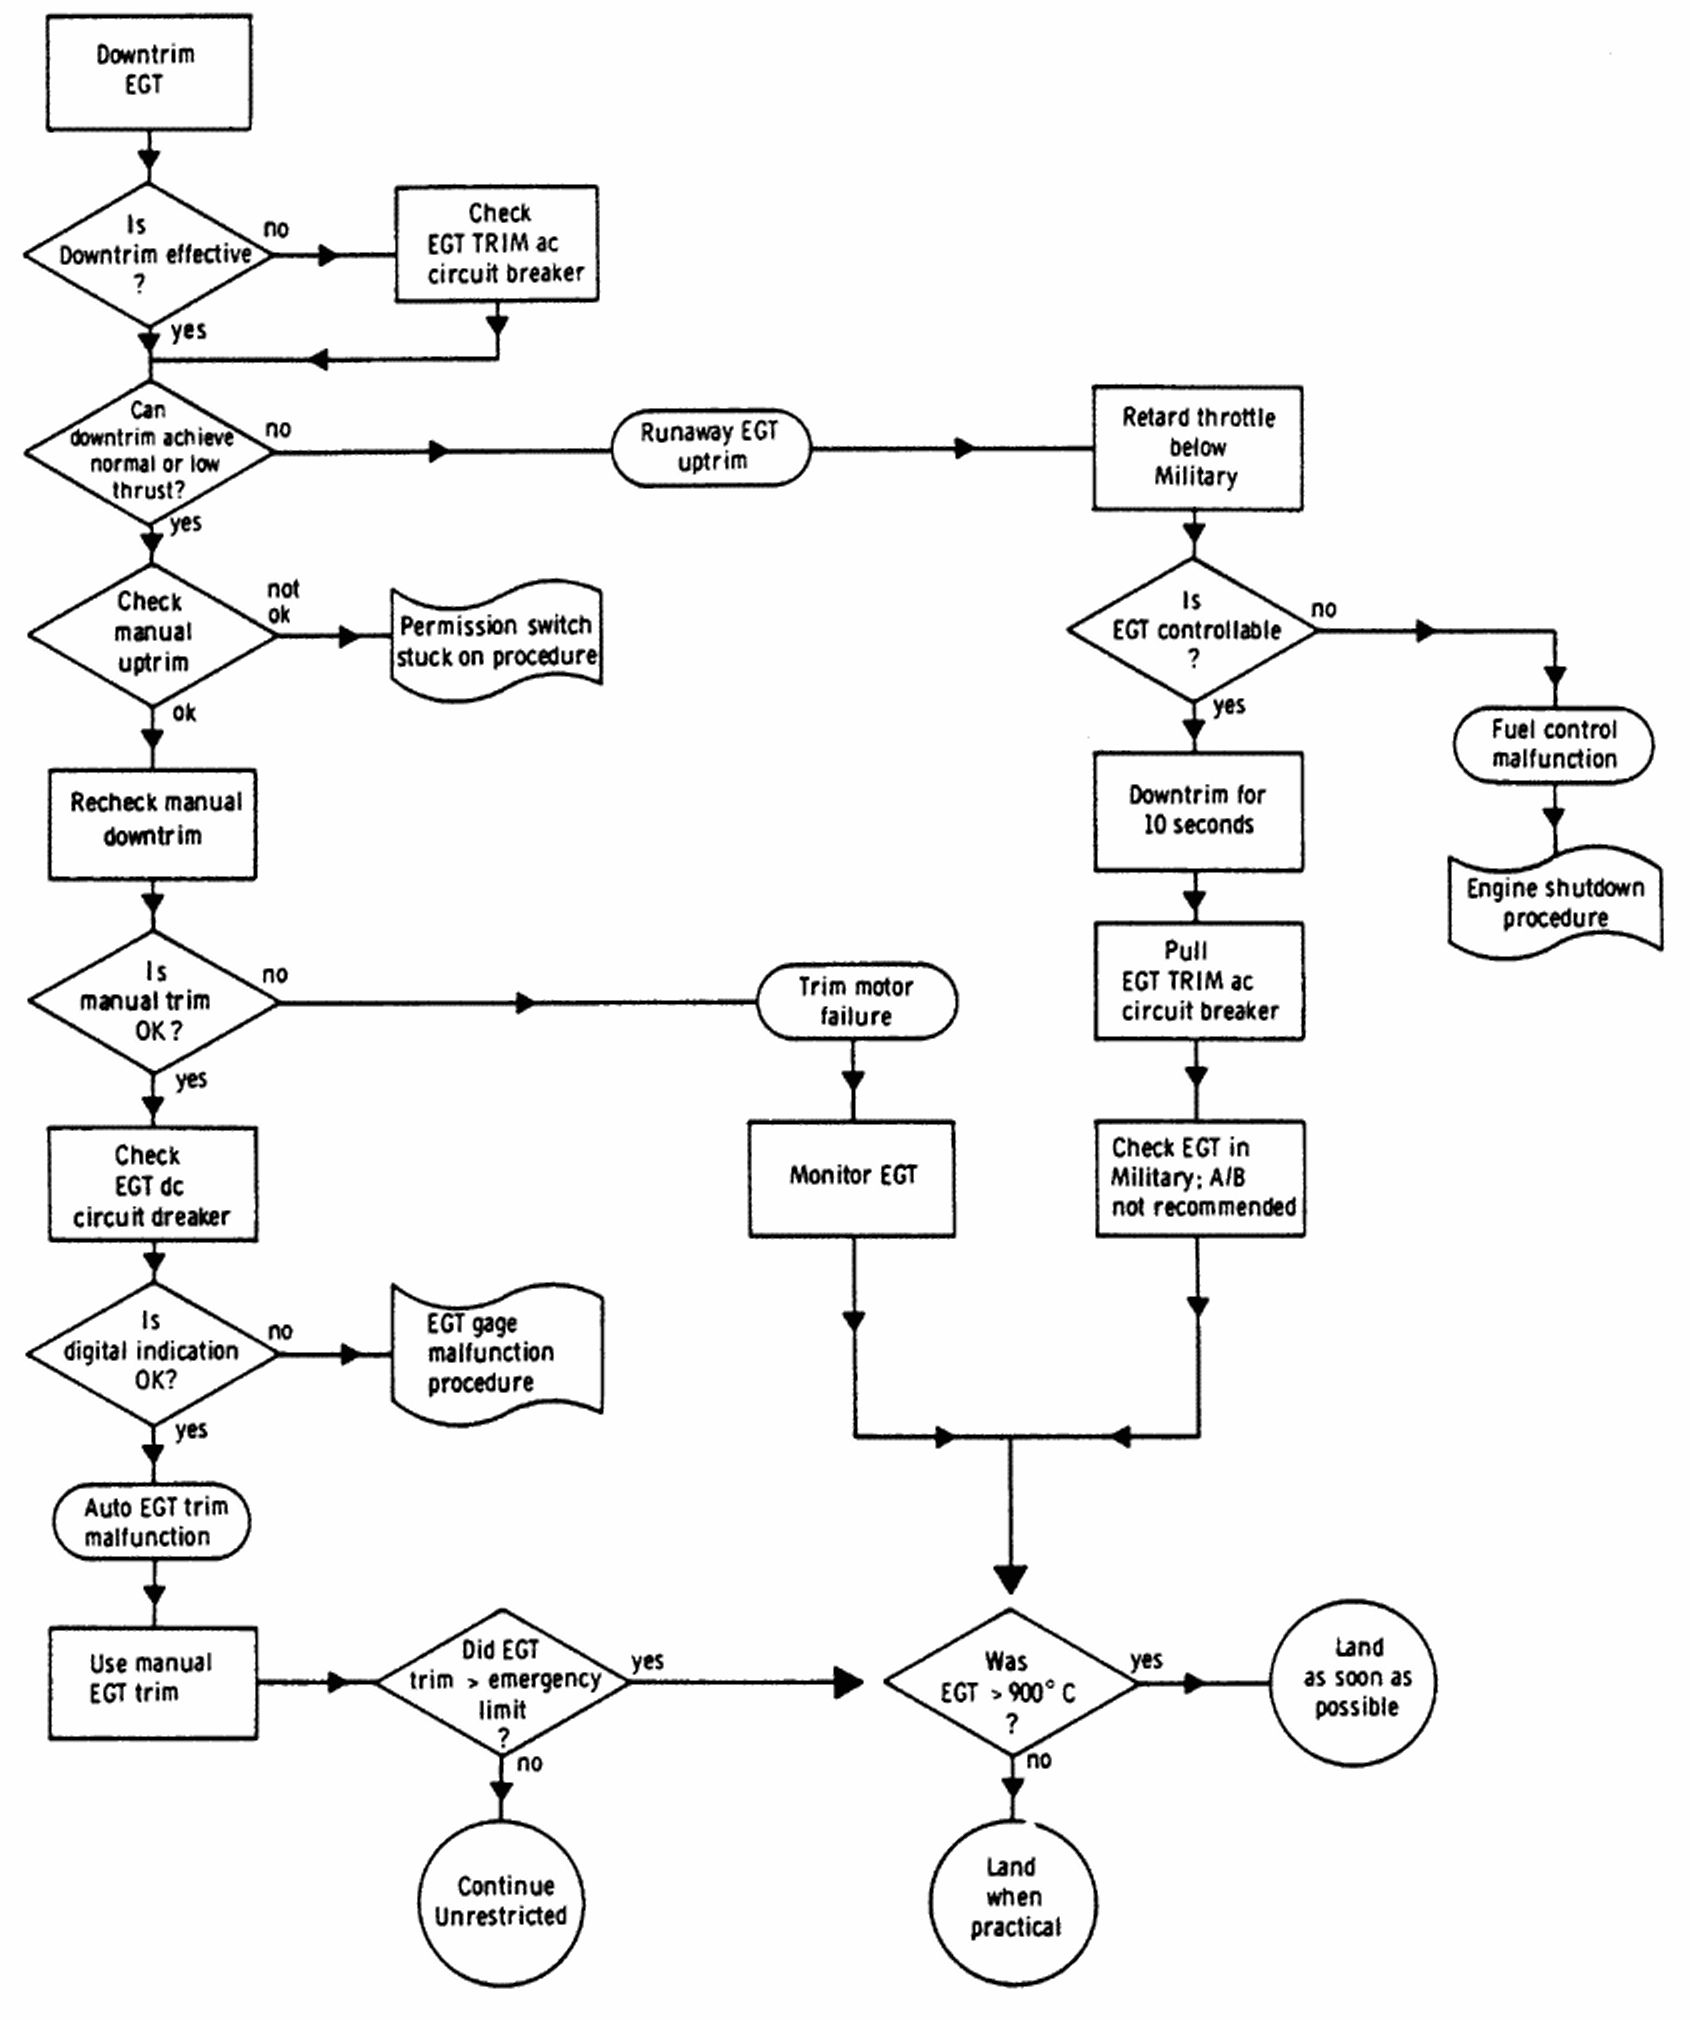 Downtrim
EGT
Is
Downtrim effective
?
no
yes
Check
EGT TRIM ac
circuit breaker
Can
downtrim achieve
normal or low
thrust?
no
yes
Runaway EGT
uptrim
Retard throttle
below
Military
Check
manual
uptrim
not
ok
ok
Permission switch
stuck on procedure
Is
EGT controllable
?
no
yes
Fuel control
malfunction
Engine shutdown
procedure
Recheck manual
downtrim
Downtrim for
10 seconds
Pull
EGT TRIM ac
circuit breaker
Is
manual trim
OK?
no
yes
Trim motor
failure
Monitor EGT
Check EGT in
Military; A/B
not recommended
Check
EGT dc
circuit dreaker
Is
digital indication
OK?
no
yes
EGT gage
malfunction
procedure
Auto EGT trim
malfunction
Use manual
EGT trim
Did EGT
trim > emergency
limit
?
yes
no
Continue
Unrestricted
Was
EGT > 900° C
?
yes
no
Land
as soon as
possible
Land
when
practical